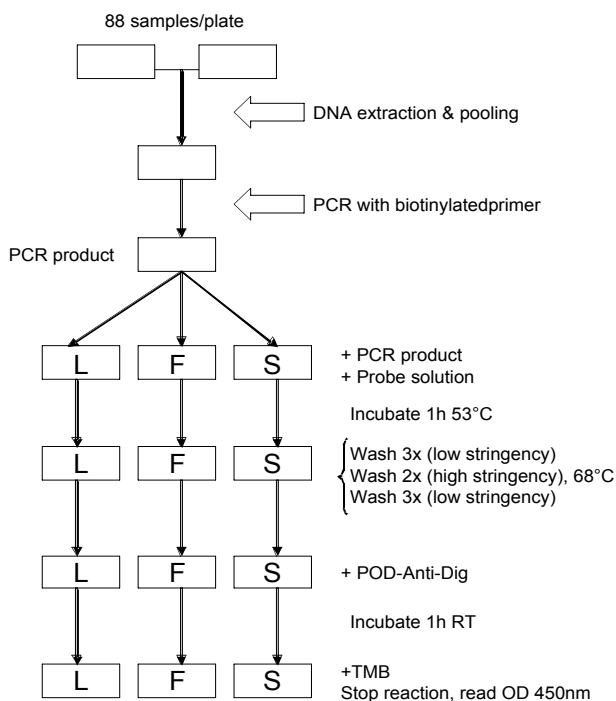 88 samples/plate
DNA extraction & pooling
PCR with biotinylatedprimer
PCR product
L F S
+ PCR product
+ Probe solution
Incubate 1h 53°C
L F S
Wash 3x (low stringency)
Wash 2x (high stringency), 68°C
Wash 3x (low stringency)
L F S
+ POD-Anti-Dig
Incubate 1h RT
L F S
+TMB
Stop reaction, read OD 450nm